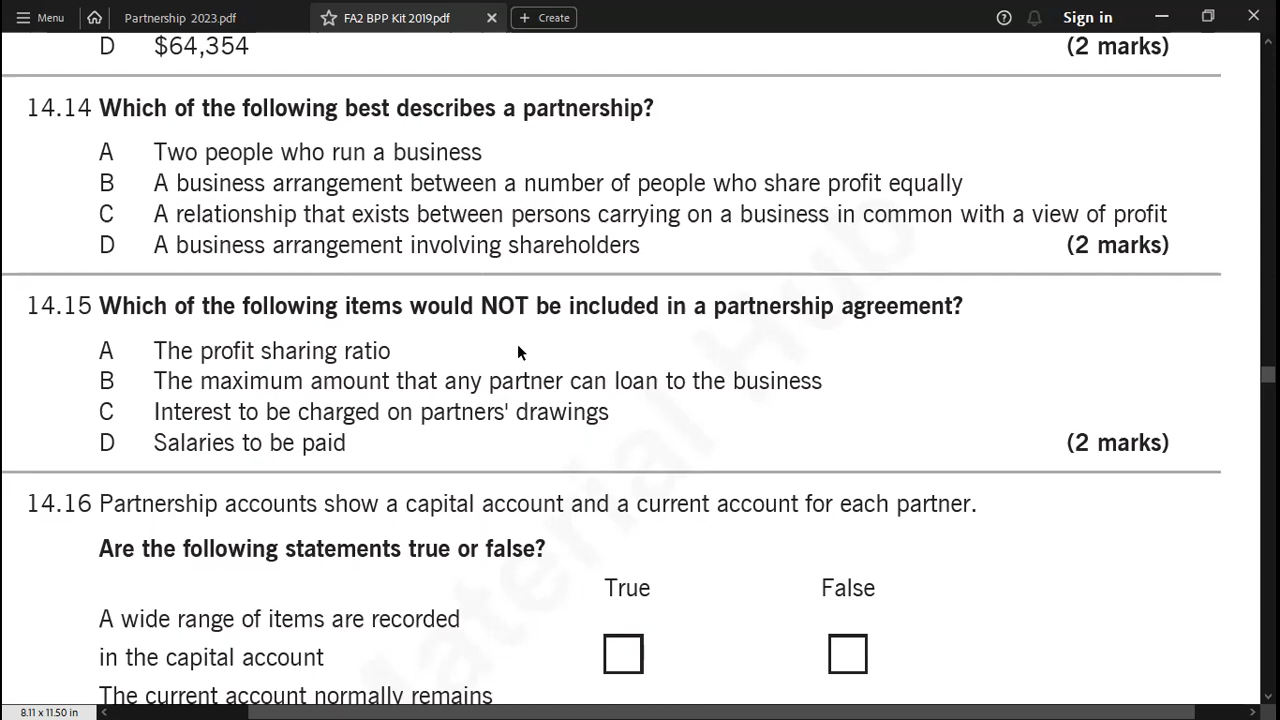 Menu Partnership 2023.pdf FA2 BPP Kit 2019.pdf Create Sign in
D $64,354 (2 marks)
14.14 Which of the following best describes a partnership?
A Two people who run a business
B A business arrangement between a number of people who share profit equally
C A relationship that exists between persons carrying on a business in common with a view of profit
D A business arrangement involving shareholders (2 marks)
14.15 Which of the following items would NOT be included in a partnership agreement?
A The profit sharing ratio
B The maximum amount that any partner can loan to the business
C Interest to be charged on partners' drawings
D Salaries to be paid (2 marks)
14.16 Partnership accounts show a capital account and a current account for each partner.
Are the following statements true or false?
True False
A wide range of items are recorded
in the capital account
The current account normally remains
Material Hub
8.11 x 11.50 in